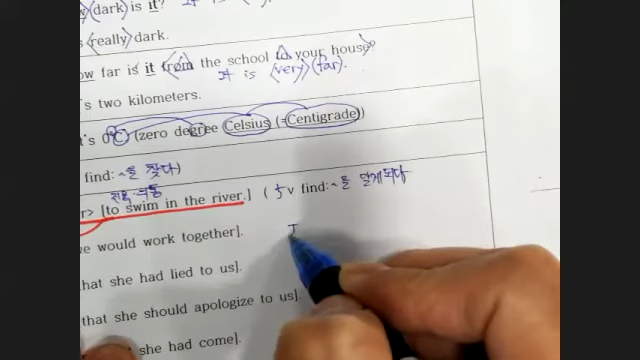 (dark) is it?
(really) dark.
far is it from the school to your house?
It is (very) (far).
's two kilometers.
t's 0℃ (zero degree Celsius (=Centigrade))
find: ~을 찾다)
r> [to swim in the river.] ( 5v find: ~을 알게되다
e would work together].
that she had lied to us].
that she should apologize to us].
she had come].